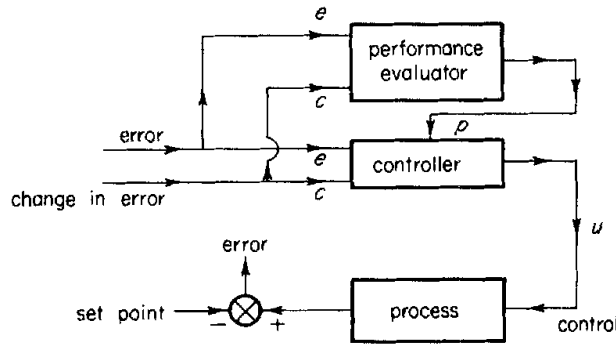 e
performance
evaluator
c
p
error
e
controller
change in error
c
u
error
set point
−
+
process
control